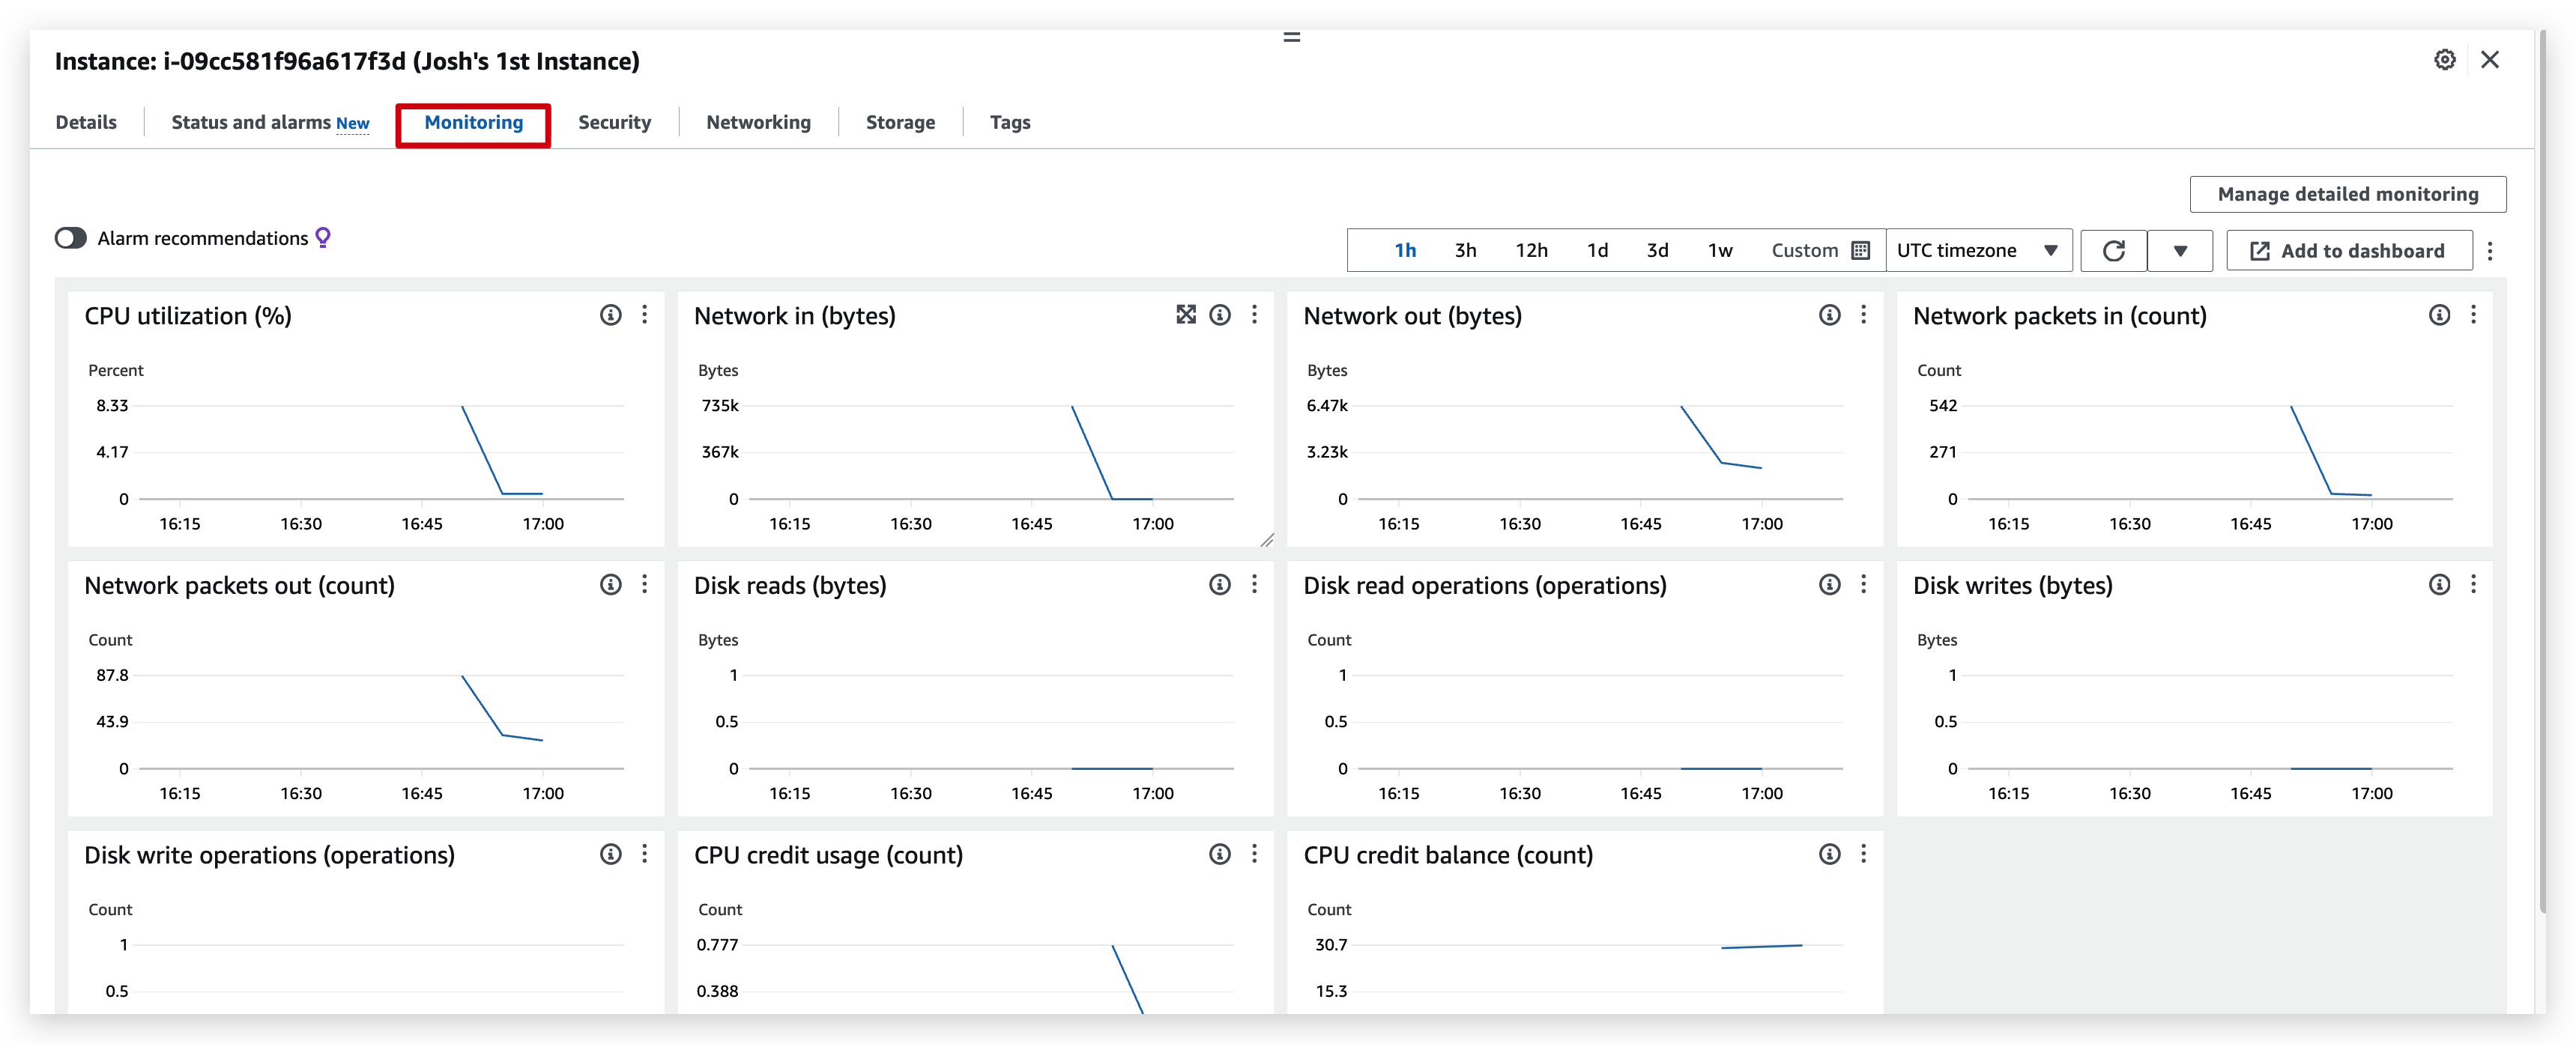 Instance: i-09cc581f96a617f3d (Josh's 1st Instance)
Details Status and alarms New Monitoring Security Networking Storage Tags
Manage detailed monitoring
Alarm recommendations 1h 3h 12h 1d 3d 1w Custom UTC timezone Add to dashboard
CPU utilization (%)
Percent
8.33
4.17
0
16:15 16:30 16:45 17:00
Network in (bytes)
Bytes
735k
367k
0
16:15 16:30 16:45 17:00
Network out (bytes)
Bytes
6.47k
3.23k
0
16:15 16:30 16:45 17:00
Network packets in (count)
Count
542
271
0
16:15 16:30 16:45 17:00
Network packets out (count)
Count
87.8
43.9
0
16:15 16:30 16:45 17:00
Disk reads (bytes)
Bytes
1
0.5
0
16:15 16:30 16:45 17:00
Disk read operations (operations)
Count
1
0.5
0
16:15 16:30 16:45 17:00
Disk writes (bytes)
Bytes
1
0.5
0
16:15 16:30 16:45 17:00
Disk write operations (operations)
Count
1
0.5
CPU credit usage (count)
Count
0.777
0.388
CPU credit balance (count)
Count
30.7
15.3